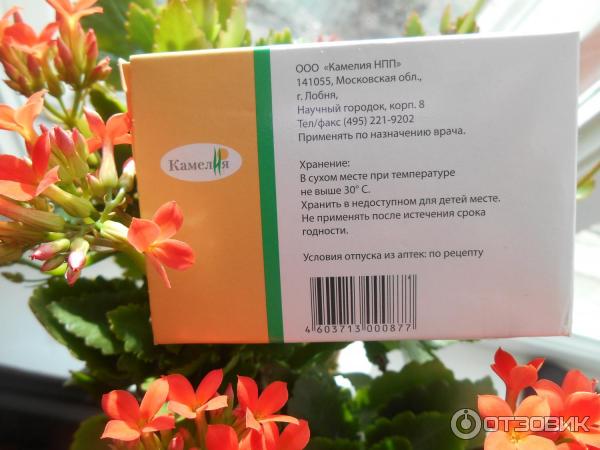 ООО «Камелия НПП»
141055, Московская обл.,
г. Лобня,
Научный городок, корп. 8
Тел/факс (495) 221-9202
Применять по назначению врача.
Камелия
Хранение:
В сухом месте при температуре
не выше 30° С.
Хранить в недоступном для детей месте.
Не применять после истечения срока
годности.
Условия отпуска из аптек: по рецепту
4 603713 000877
ОТЗОВИК